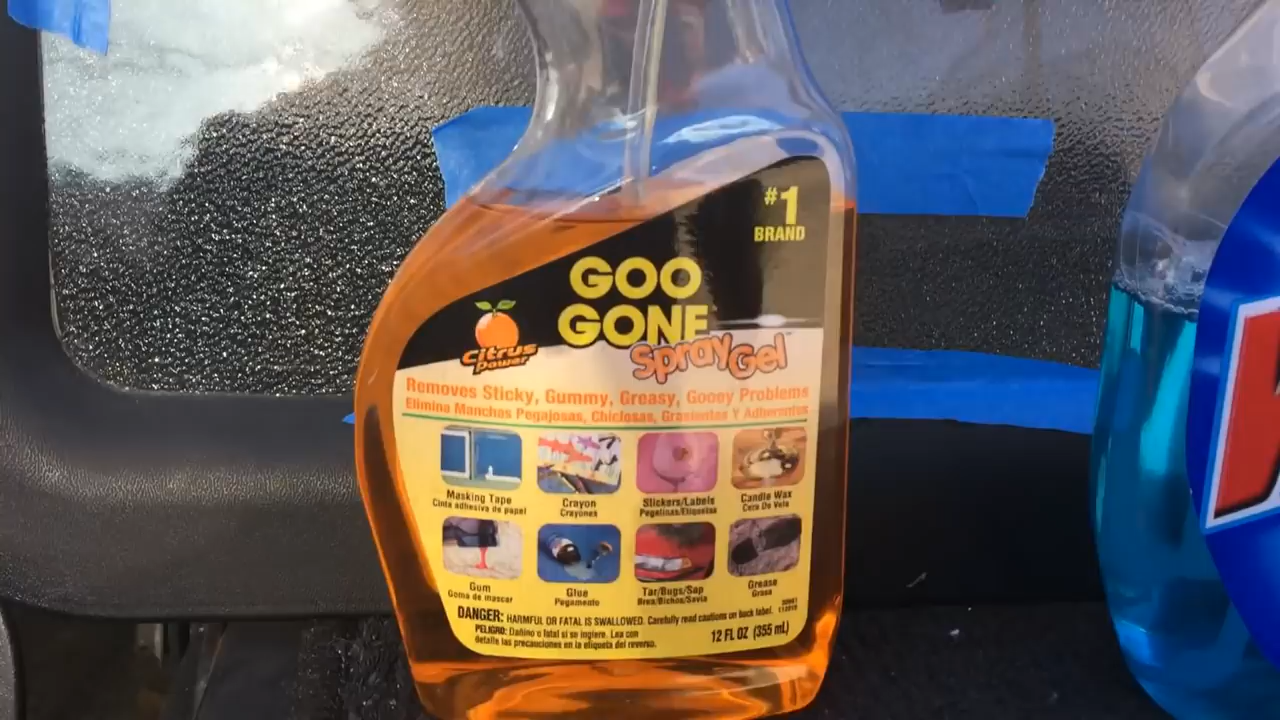 #1
BRAND
GOO
GONE
Citrus
Power
SprayGel
Removes Sticky, Gummy, Greasy, Gooey Problems
Elimina Manchas Pegajosas, Chiclosas, Grasientas Y Adherentes
Masking Tape
Cinta adhesiva de papel
Crayon
Crayones
Stickers/Labels
Pegatinas/Etiquetas
Candle Wax
Cera De Vela
Gum
Goma de mascar
Glue
Pegamento
Tar/Bugs/Sap
Brea/Bichos/Savia
Grease
Grasa
DANGER: HARMFUL OR FATAL IF SWALLOWED. Carefully read cautions on back label.
PELIGRO: Dañino o fatal si se ingiere. Lea con
detalle las precauciones en la etiqueta del reverso.
12 FL OZ (355 mL)